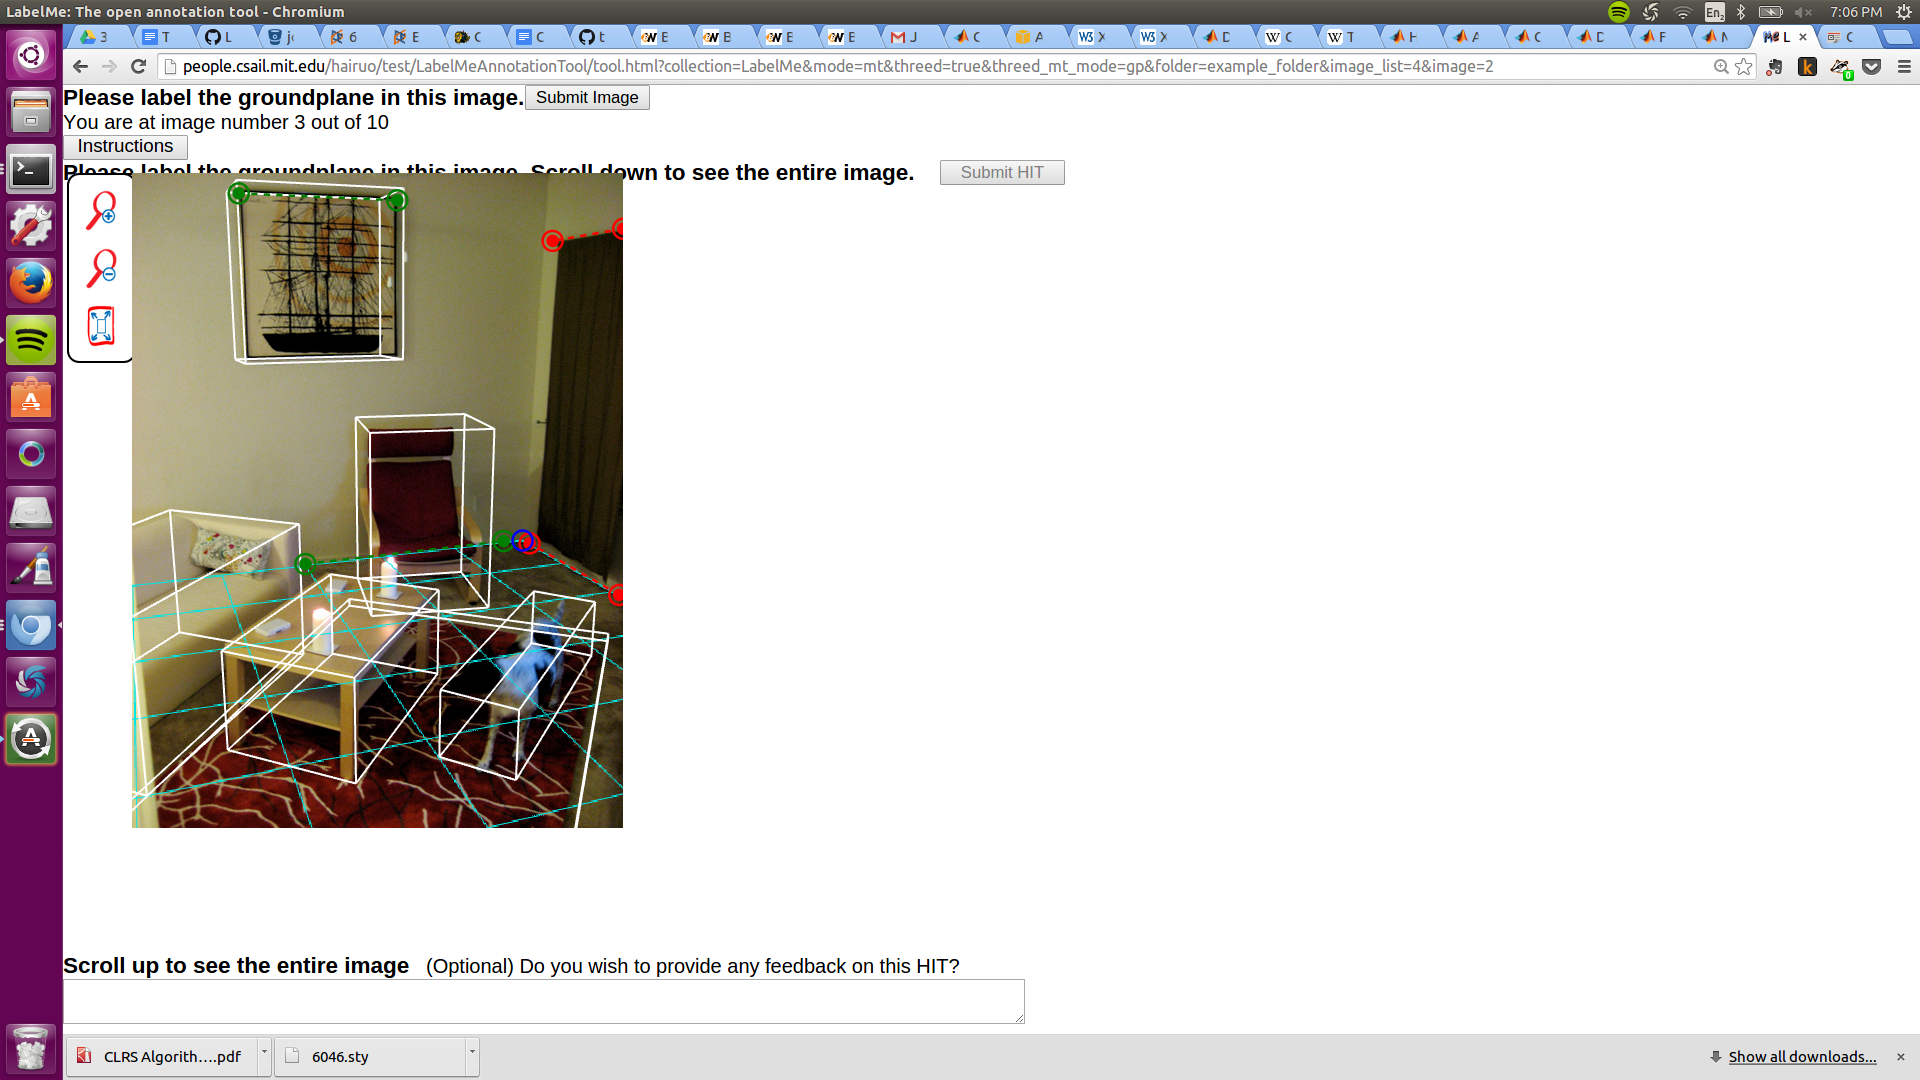 LabelMe: The open annotation tool - Chromium
En2
7:06 PM
3 T L j 6 E C C t E B E E J C A X X D C T H A C D F M L × C
people.csail.mit.edu/hairuo/test/LabelMeAnnotationTool/tool.html?collection=LabelMe&mode=mt&threed=true&threed_mt_mode=gp&folder=example_folder&image_list=4&image=2
Please label the groundplane in this image. Submit Image
You are at image number 3 out of 10
Instructions
Please label the groundplane in this image. Scroll down to see the entire image. Submit HIT
Scroll up to see the entire image (Optional) Do you wish to provide any feedback on this HIT?
CLRS Algorith....pdf
6046.sty
Show all downloads...